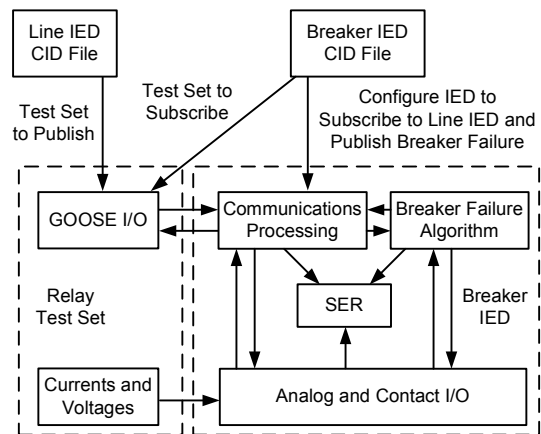 Line IED
CID File
Breaker IED
CID File
Test Set
to Publish
Test Set to
Subscribe
Configure IED to
Subscribe to Line IED and
Publish Breaker Failure
GOOSE I/O
Communications
Processing
Breaker Failure
Algorithm
Relay
Test Set
SER
Breaker
IED
Currents and
Voltages
Analog and Contact I/O